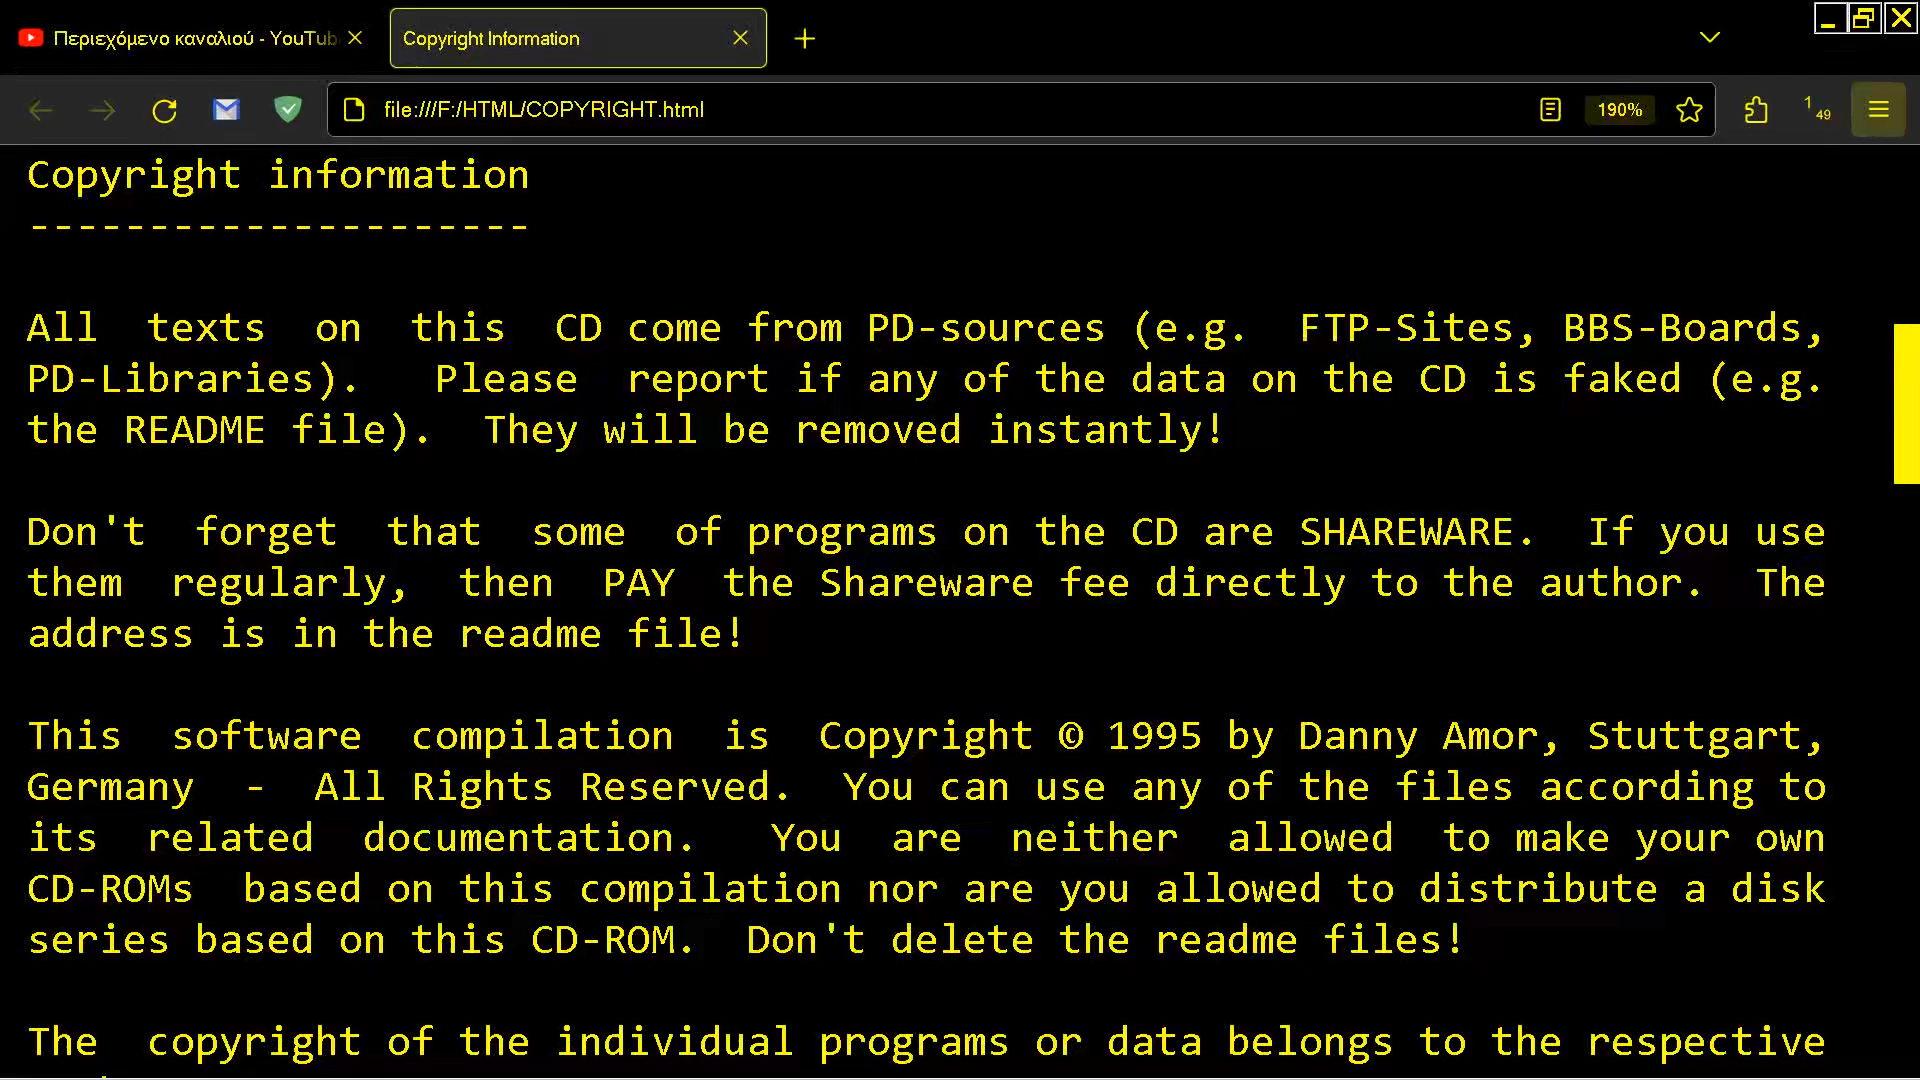 Περιεχόμενο καναλιού - YouTub
Copyright Information
file:///F:/HTML/COPYRIGHT.html
190%
1
49
Copyright information
---------------------
All texts on this CD come from PD-sources (e.g. FTP-Sites, BBS-Boards,
PD-Libraries). Please report if any of the data on the CD is faked (e.g.
the README file). They will be removed instantly!
Don't forget that some of programs on the CD are SHAREWARE. If you use
them regularly, then PAY the Shareware fee directly to the author. The
address is in the readme file!
This software compilation is Copyright © 1995 by Danny Amor, Stuttgart,
Germany - All Rights Reserved. You can use any of the files according to
its related documentation. You are neither allowed to make your own
CD-ROMs based on this compilation nor are you allowed to distribute a disk
series based on this CD-ROM. Don't delete the readme files!
The copyright of the individual programs or data belongs to the respective